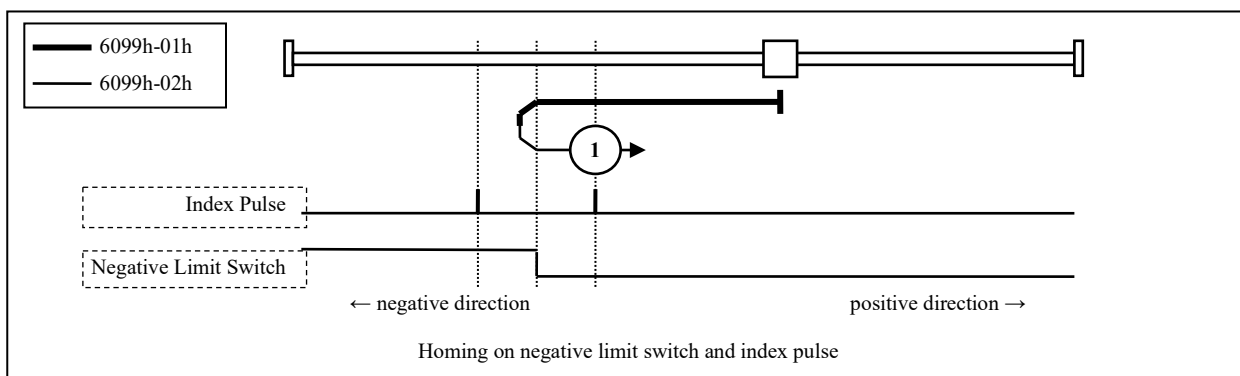 6099h-01h
6099h-02h
1
Index Pulse
Negative Limit Switch
← negative direction
positive direction →
Homing on negative limit switch and index pulse